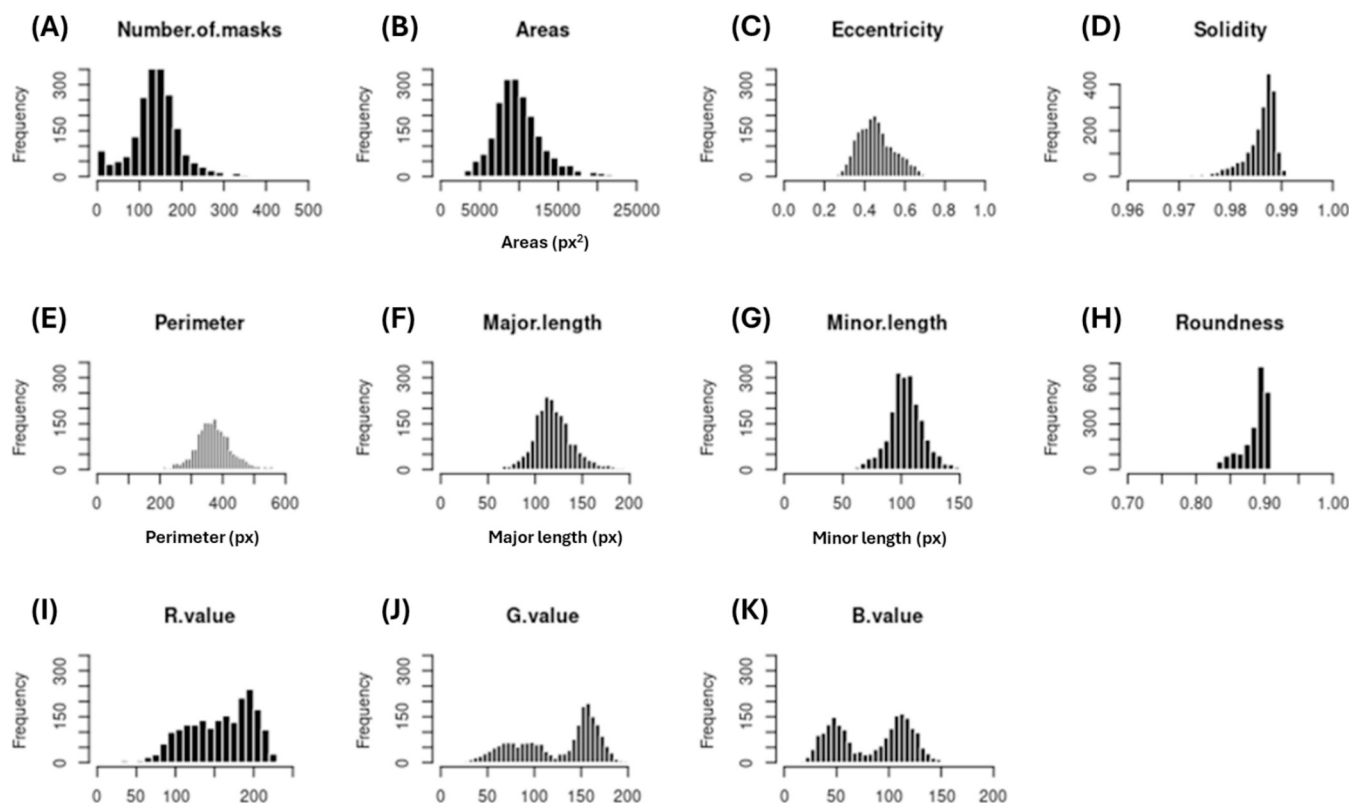 (A) Number.of.masks
Frequency
0 150 300
0 100 200 300 400 500
(B) Areas
Frequency
0 150 300
0 5000 15000 25000
Areas (px²)
(C) Eccentricity
Frequency
0 150 300
0.0 0.2 0.4 0.6 0.8 1.0
(D) Solidity
Frequency
0 200 400
0.96 0.97 0.98 0.99 1.00
(E) Perimeter
Frequency
0 150 300
0 200 400 600
Perimeter (px)
(F) Major.length
Frequency
0 150 300
0 50 100 150 200
Major length (px)
(G) Minor.length
Frequency
0 150 300
0 50 100 150
Minor length (px)
(H) Roundness
Frequency
0 300 600
0.70 0.80 0.90 1.00
(I) R.value
Frequency
0 150 300
0 50 100 200
(J) G.value
Frequency
0 150 300
0 50 100 150 200
(K) B.value
Frequency
0 150 300
0 50 100 150 200